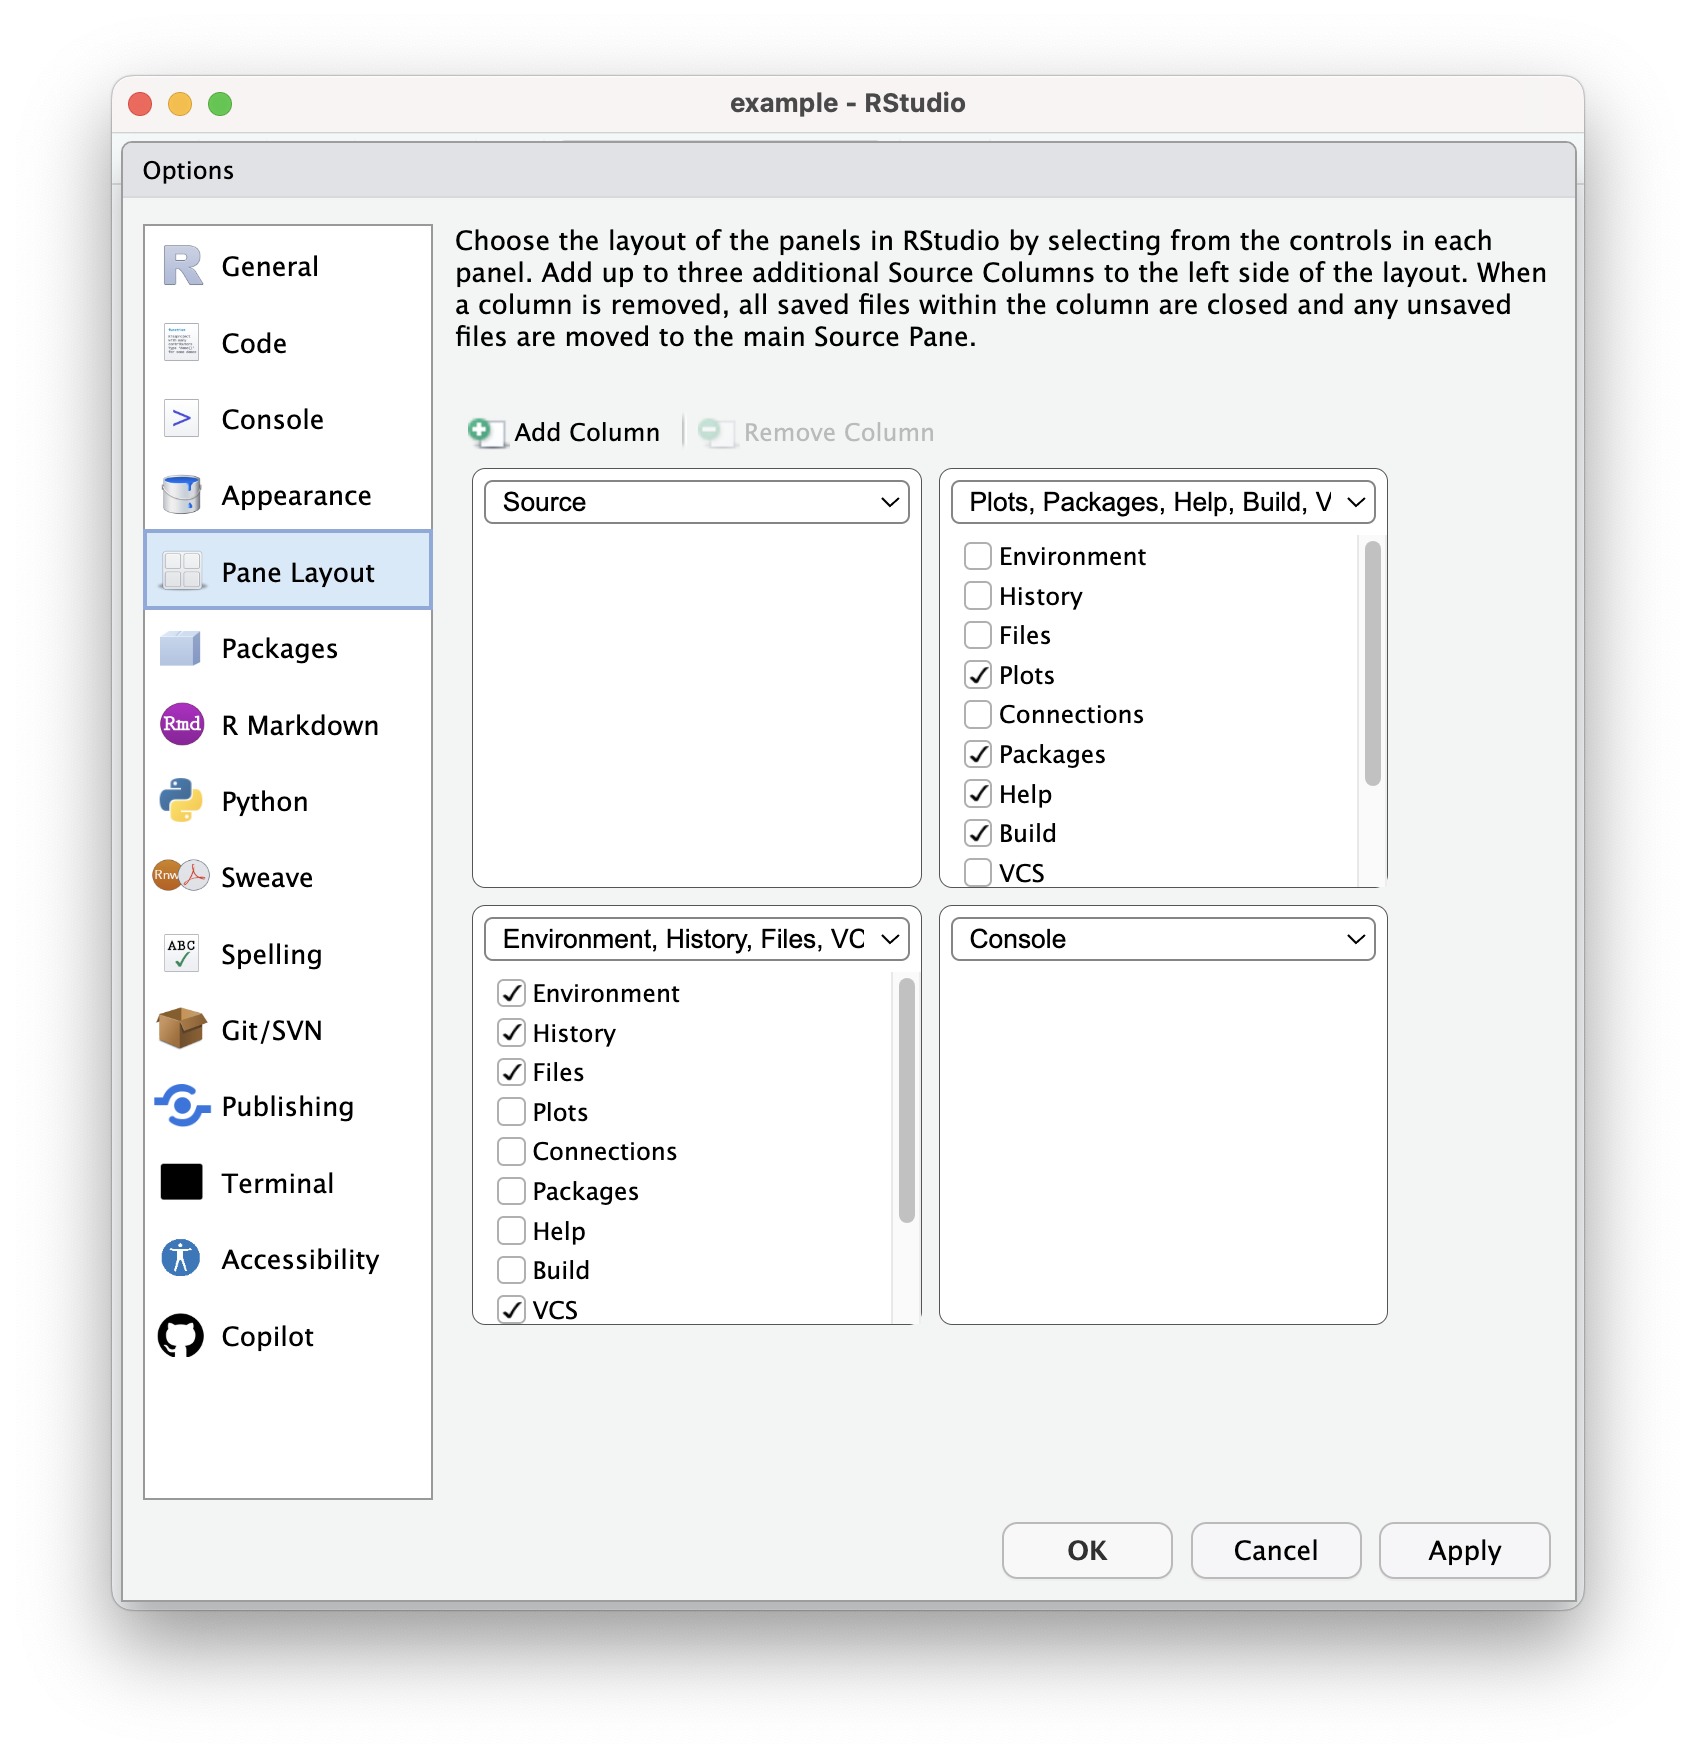 example - RStudio
Options
General
Code
Console
Appearance
Pane Layout
Packages
Rmd R Markdown
Python
Rnw Sweave
ABC Spelling
Git/SVN
Publishing
Terminal
Accessibility
Copilot
Choose the layout of the panels in RStudio by selecting from the controls in each
panel. Add up to three additional Source Columns to the left side of the layout. When
a column is removed, all saved files within the column are closed and any unsaved
files are moved to the main Source Pane.
Add Column Remove Column
Source
Plots, Packages, Help, Build, V
Environment
History
Files
Plots
Connections
Packages
Help
Build
VCS
Environment, History, Files, VC
Environment
History
Files
Plots
Connections
Packages
Help
Build
VCS
Console
OK Cancel Apply